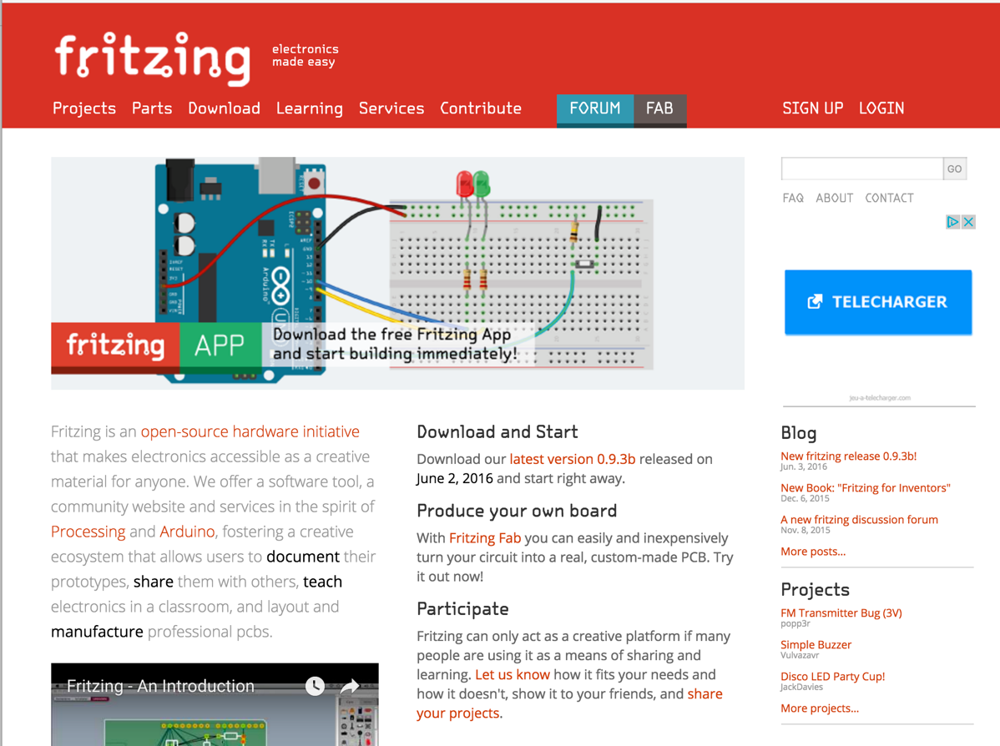 fritzing
electronics
made easy
Projects Parts Download Learning Services Contribute FORUM FAB SIGN UP LOGIN
GO
FAQ ABOUT CONTACT
RESET
ICSP2
AREF
GND
13
12
Arduino
fritzing APP
Download the free Fritzing App
and start building immediately!
TELECHARGER
jeu-a-telecharger.com
Fritzing is an open-source hardware initiative
that makes electronics accessible as a creative
material for anyone. We offer a software tool, a
community website and services in the spirit of
Processing and Arduino, fostering a creative
ecosystem that allows users to document their
prototypes, share them with others, teach
electronics in a classroom, and layout and
manufacture professional pcbs.
Fritzing - An Introduction
Download and Start
Download our latest version 0.9.3b released on
June 2, 2016 and start right away.
Produce your own board
With Fritzing Fab you can easily and inexpensively
turn your circuit into a real, custom-made PCB. Try
it out now!
Participate
Fritzing can only act as a creative platform if many
people are using it as a means of sharing and
learning. Let us know how it fits your needs and
how it doesn't, show it to your friends, and share
your projects.
Blog
New fritzing release 0.9.3b!
Jun. 3, 2016
New Book: "Fritzing for Inventors"
Dec. 6, 2015
A new fritzing discussion forum
Nov. 8, 2015
More posts...
Projects
FM Transmitter Bug (3V)
popp3r
Simple Buzzer
Vulvazavr
Disco LED Party Cup!
JackDavies
More projects...